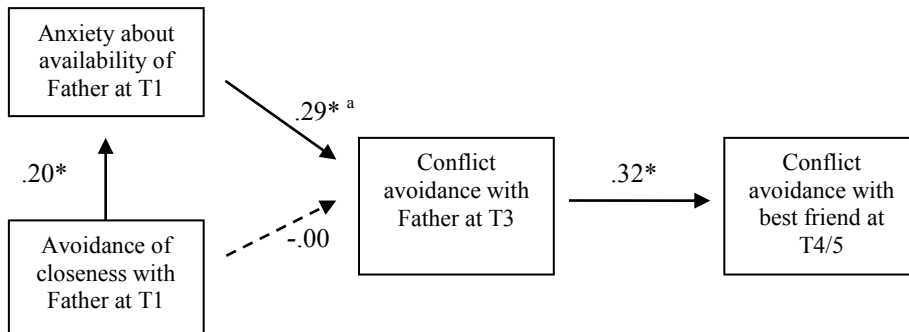 Anxiety about
availability of
Father at T1
.29* a
.20*
Conflict
avoidance with
Father at T3
.32*
Conflict
avoidance with
best friend at
T4/5
Avoidance of
closeness with
Father at T1
-.00